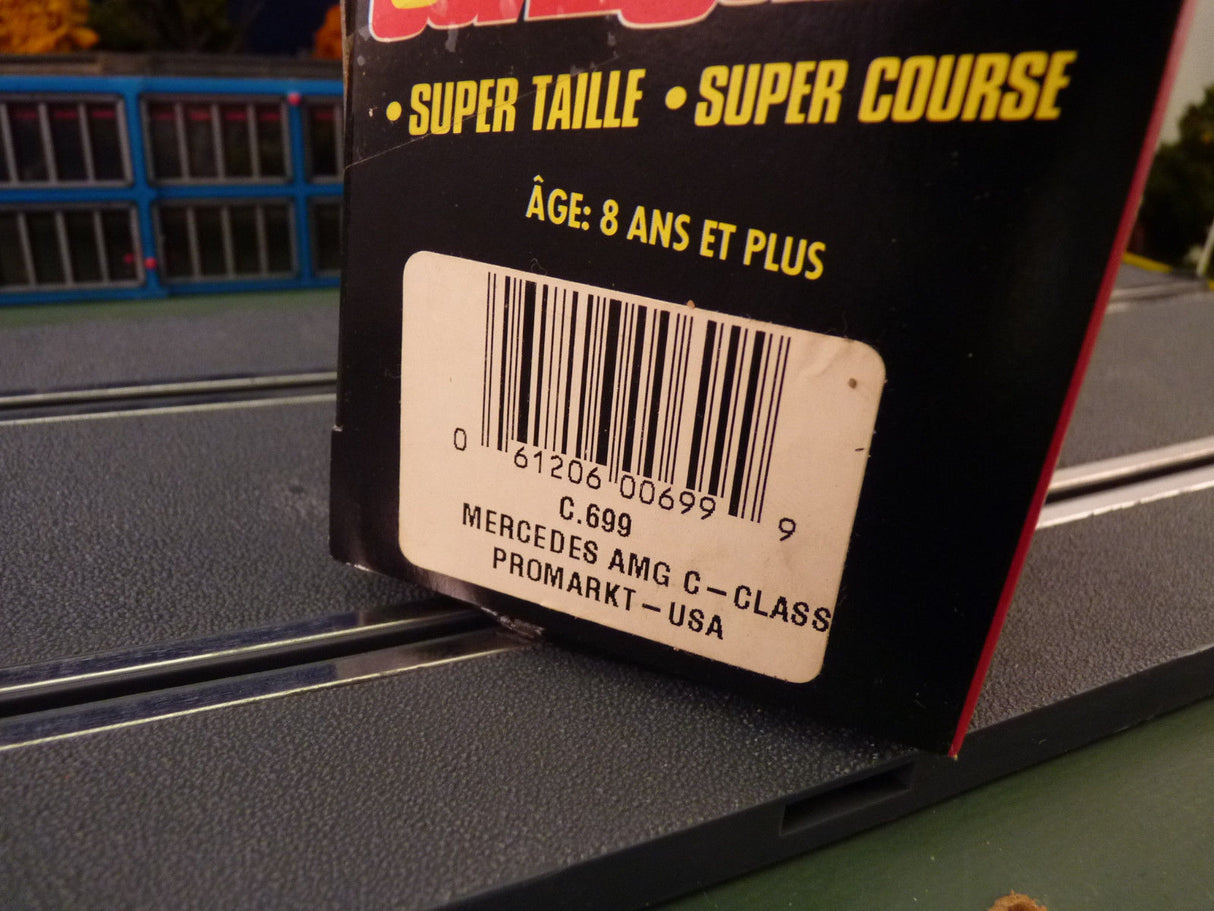 • SUPER TAILLE • SUPER COURSE
ÂGE: 8 ANS ET PLUS
0 61206 00699 9
C.699
MERCEDES AMG C-CLASS
PROMARKT-USA